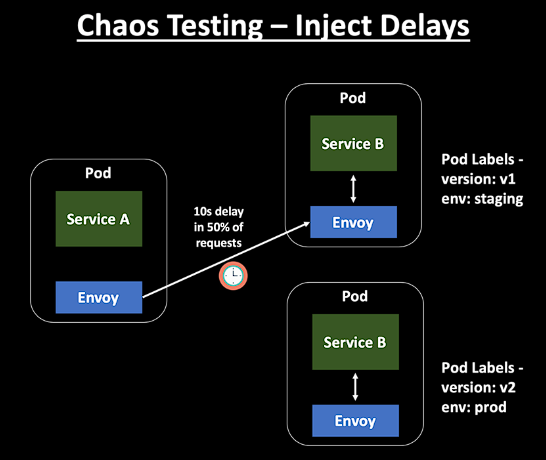 Chaos Testing – Inject Delays
Pod
Service A
Envoy
10s delay
in 50% of
requests
Pod
Service B
Envoy
Pod Labels -
version: v1
env: staging
Pod
Service B
Envoy
Pod Labels -
version: v2
env: prod